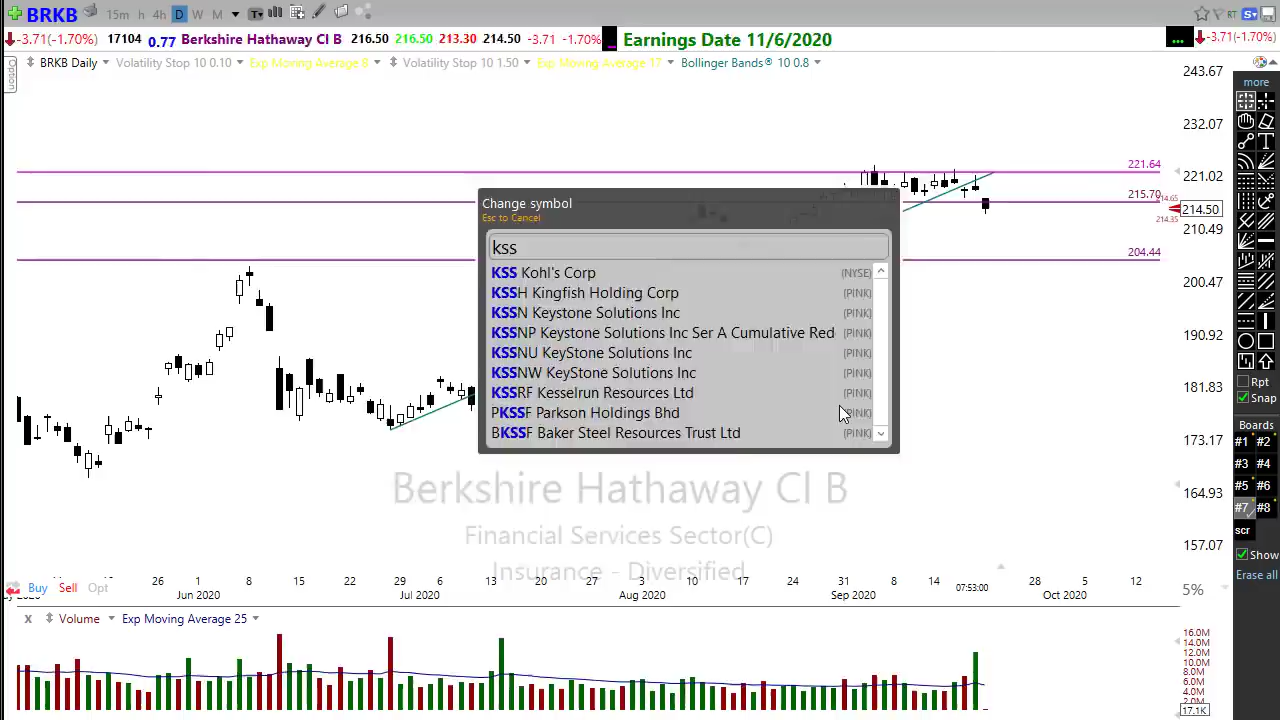 BRKB 15m h 4h D W M T RT S
-3.71(-1.70%) 17104 0.77 Berkshire Hathaway Cl B 216.50 216.50 213.30 214.50 -3.71 -1.70% Earnings Date 11/6/2020 ... -3.71(-1.70%)
Option BRKB Daily Volatility Stop 10 0.10 Exp Moving Average 8 Volatility Stop 10 1.50 Exp Moving Average 17 Bollinger Bands® 10 0.8
243.67
more
232.07
221.64
221.02
215.70
214.65
214.50
214.35
210.49
204.44
200.47
190.92
181.83
173.17
164.93
157.07
Change symbol
Esc to Cancel
kss
KSS Kohl's Corp (NYSE)
KSSH Kingfish Holding Corp (PINK)
KSSN Keystone Solutions Inc (PINK)
KSSNP Keystone Solutions Inc Ser A Cumulative Red (PINK)
KSSNU KeyStone Solutions Inc (PINK)
KSSNW KeyStone Solutions Inc (PINK)
KSSRF Kesselrun Resources Ltd (PINK)
PKSSF Parkson Holdings Bhd (PINK)
BKSSF Baker Steel Resources Trust Ltd (PINK)
Rpt
Snap
Boards
#1 #2
#3 #4
#5 #6
#7 #8
scr
Show
Erase all
Berkshire Hathaway Cl B
Financial Services Sector(C)
Insurance - Diversified
Buy Sell Opt
26 1 8 15 22 29 6 13 20 27 3 10 17 24 31 8 14 07:53:00 28 5 12 5%
2020 Jun 2020 Jul 2020 Aug 2020 Sep 2020 Oct 2020
X Volume Exp Moving Average 25
16.0M
12.0M
10.0M
8.0M
6.0M
4.0M
2.0M
17.1K